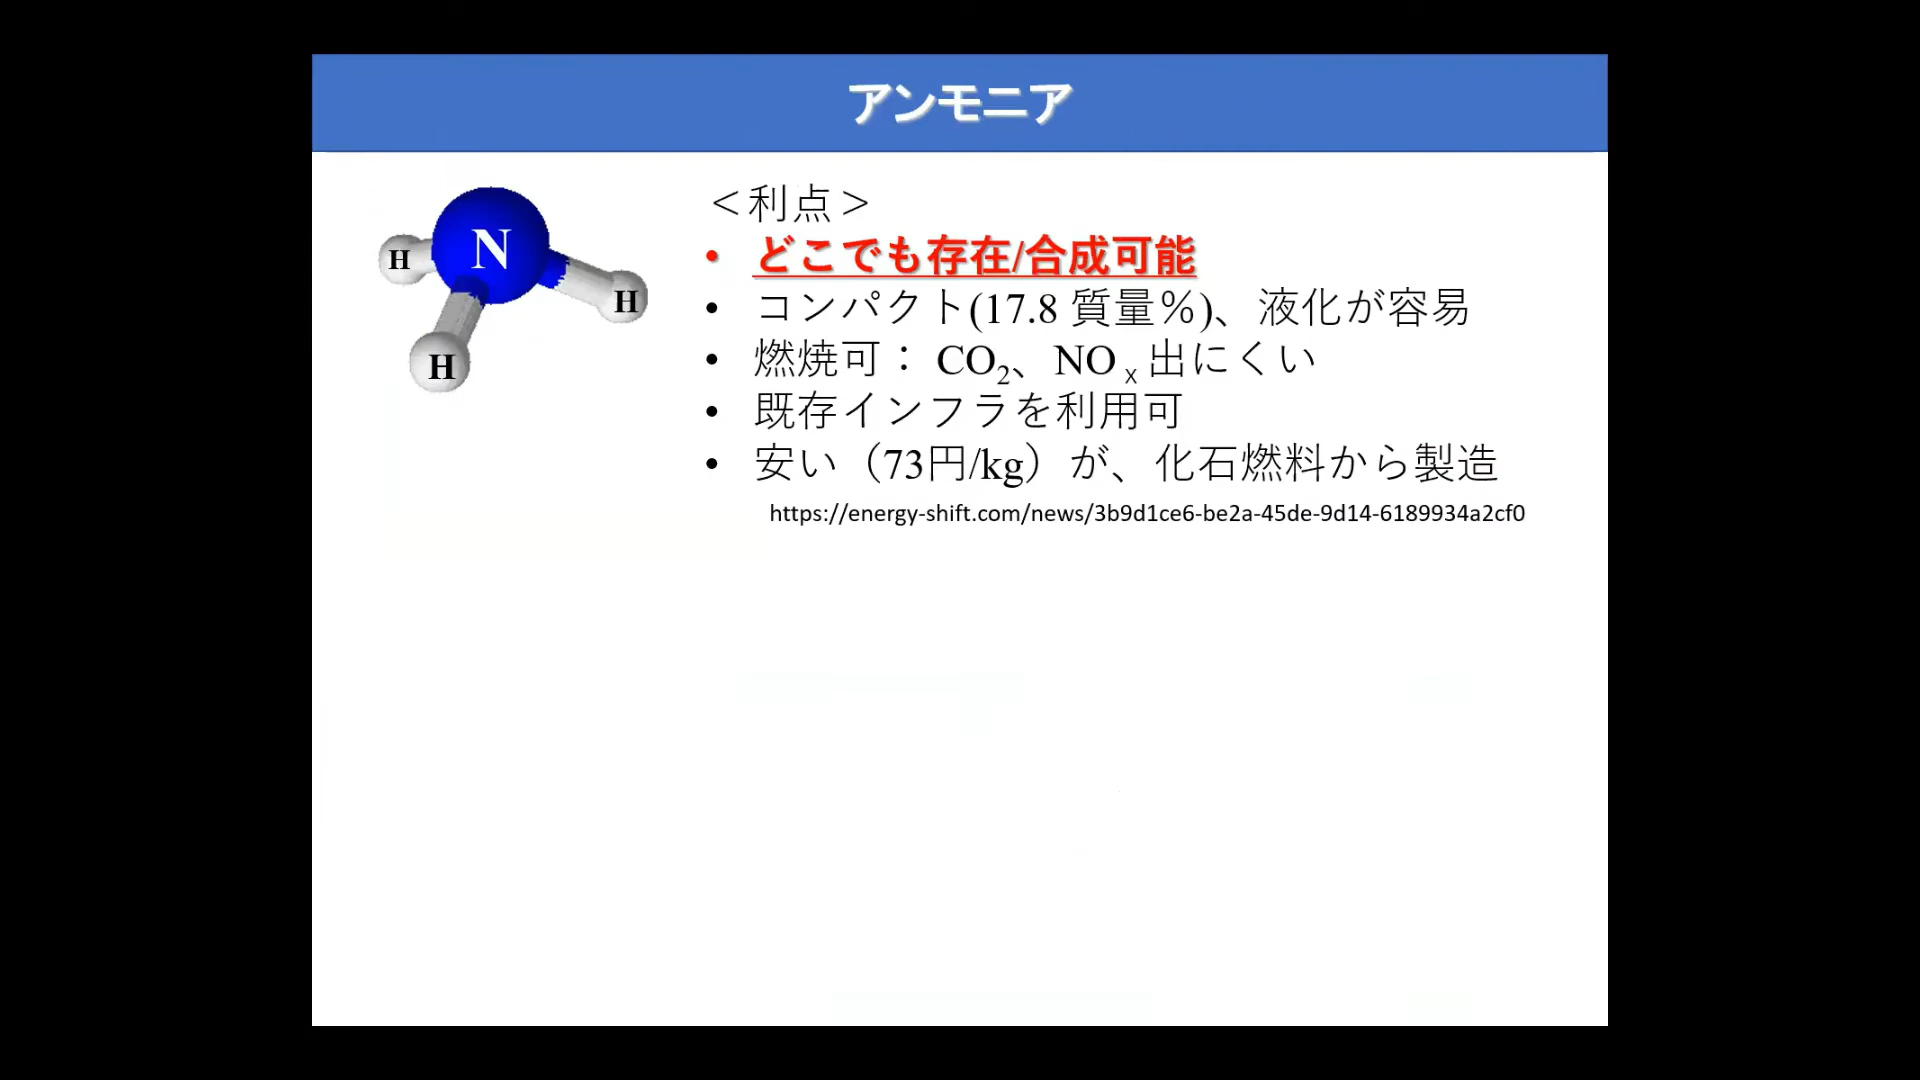 アンモニア
N
H
H
H
＜利点＞
• どこでも存在/合成可能
• コンパクト(17.8 質量％)、液化が容易
• 燃焼可： CO2、NO x 出にくい
• 既存インフラを利用可
• 安い（73円/kg）が、化石燃料から製造
https://energy-shift.com/news/3b9d1ce6-be2a-45de-9d14-6189934a2cf0